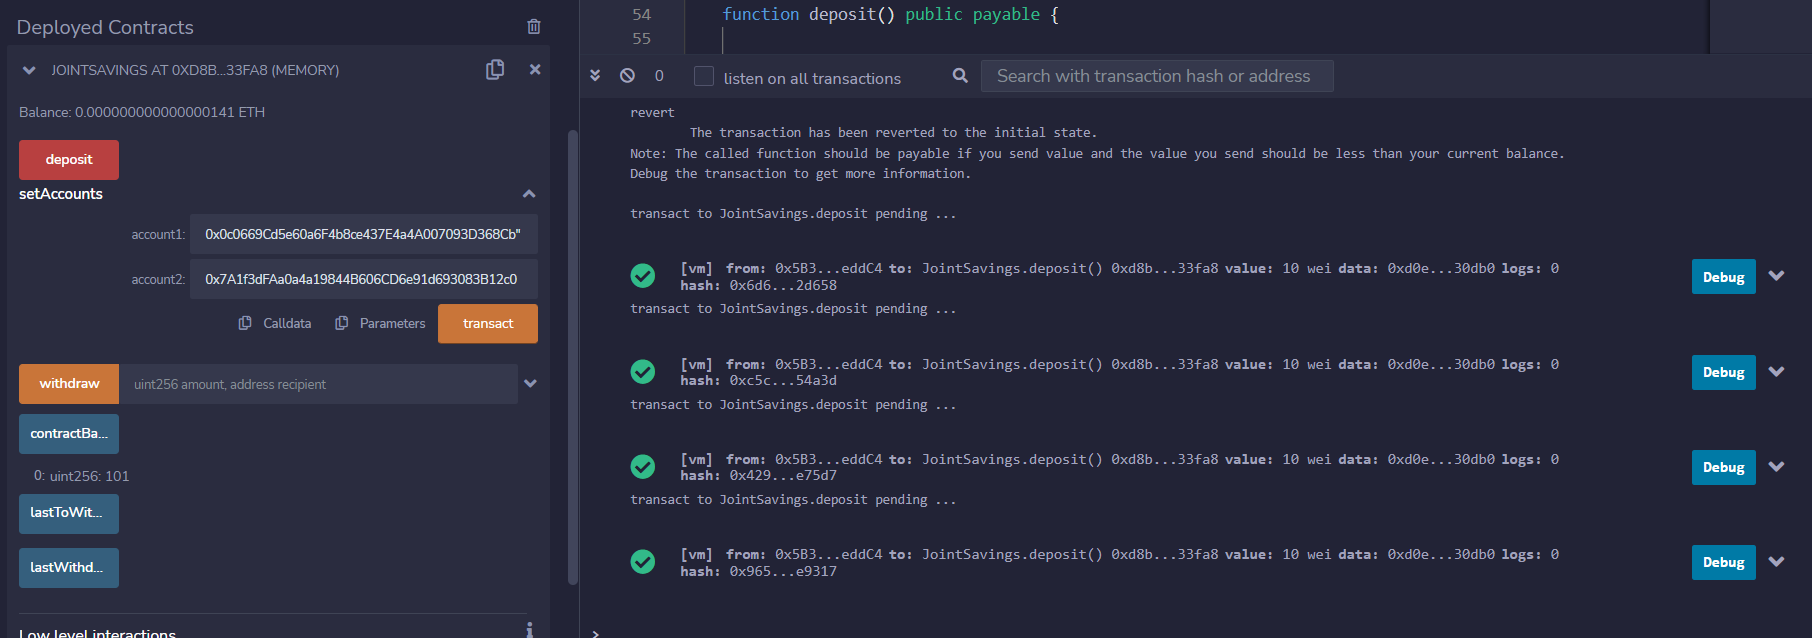 Deployed Contracts
JOINTSAVINGS AT 0XD8B...33FA8 (MEMORY)
Balance: 0.000000000000000141 ETH
deposit
setAccounts
account1: 0x0c0669Cd5e60a6F4b8ce437E4a4A007093D368Cb"
account2: 0x7A1f3dFAa0a4a19844B606CD6e91d693083B12c0
Calldata Parameters transact
withdraw uint256 amount, address recipient
contractBa...
0: uint256: 101
lastToWit...
lastWithd...
Low level interactions
54 function deposit() public payable {
55
0 listen on all transactions Search with transaction hash or address
revert
The transaction has been reverted to the initial state.
Note: The called function should be payable if you send value and the value you send should be less than your current balance.
Debug the transaction to get more information.
transact to JointSavings.deposit pending ...
[vm] from: 0x5B3...eddC4 to: JointSavings.deposit() 0xd8b...33fa8 value: 10 wei data: 0xd0e...30db0 logs: 0
hash: 0x6d6...2d658
Debug
transact to JointSavings.deposit pending ...
[vm] from: 0x5B3...eddC4 to: JointSavings.deposit() 0xd8b...33fa8 value: 10 wei data: 0xd0e...30db0 logs: 0
hash: 0xc5c...54a3d
Debug
transact to JointSavings.deposit pending ...
[vm] from: 0x5B3...eddC4 to: JointSavings.deposit() 0xd8b...33fa8 value: 10 wei data: 0xd0e...30db0 logs: 0
hash: 0x429...e75d7
Debug
transact to JointSavings.deposit pending ...
[vm] from: 0x5B3...eddC4 to: JointSavings.deposit() 0xd8b...33fa8 value: 10 wei data: 0xd0e...30db0 logs: 0
hash: 0x965...e9317
Debug
>